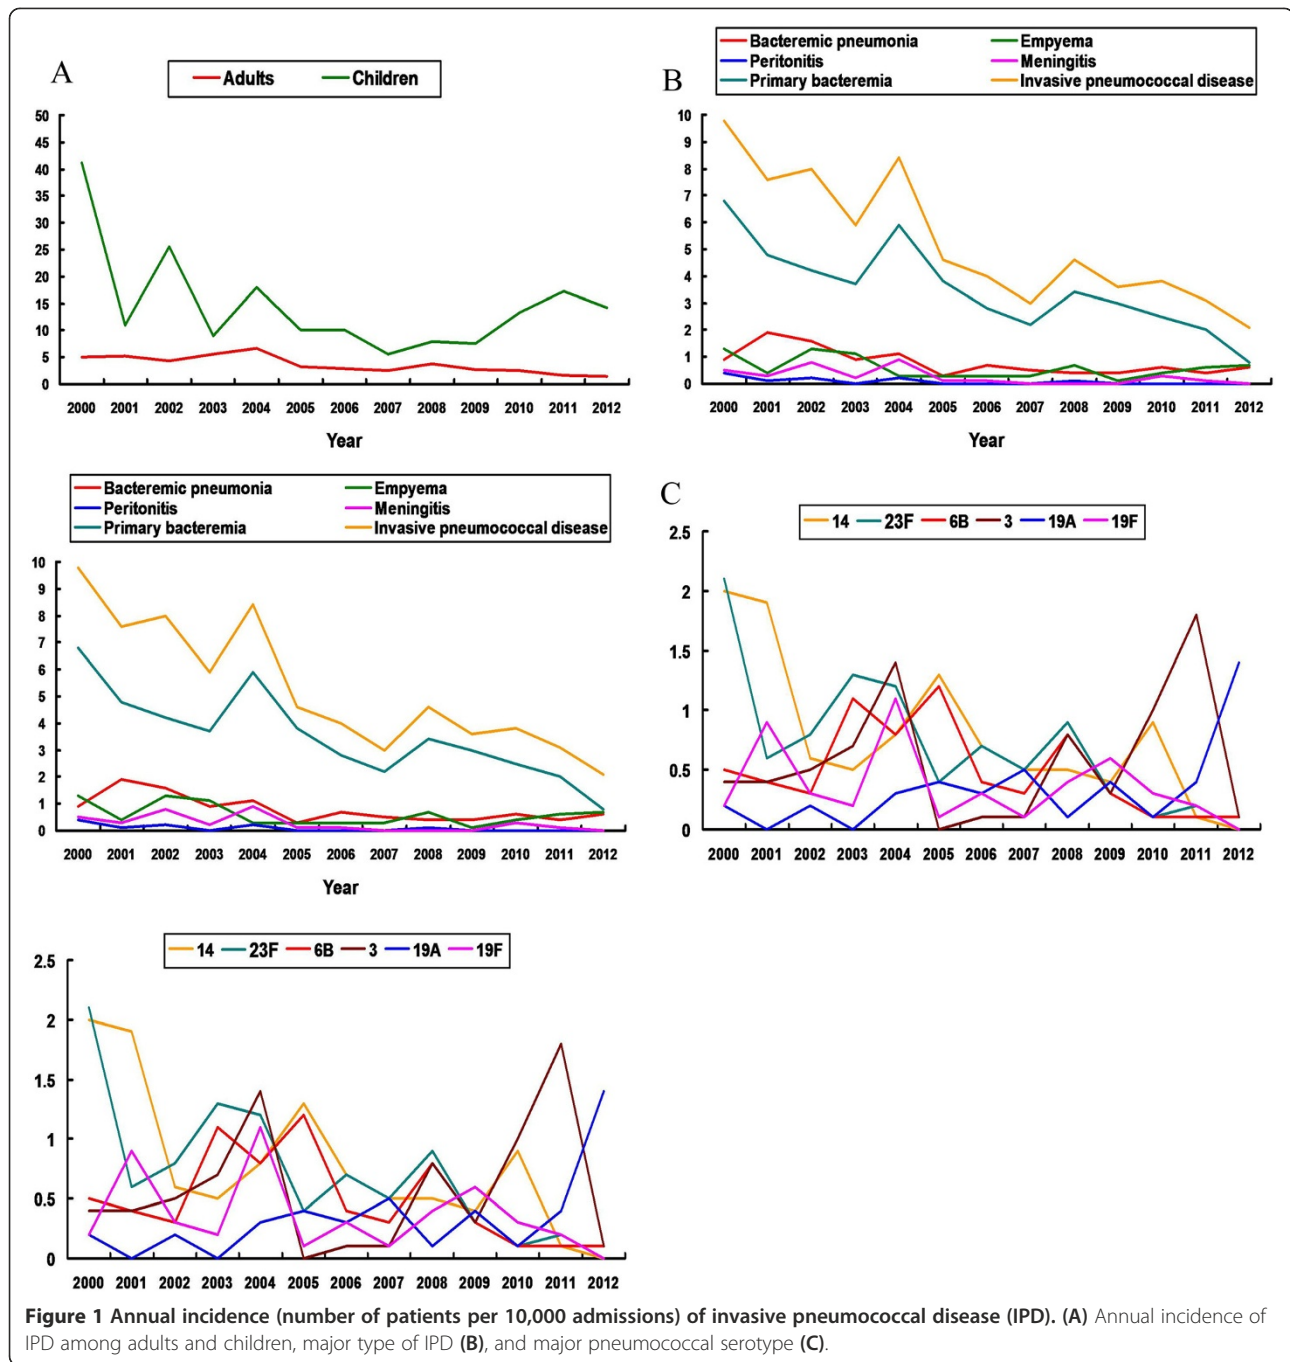 A
Adults Children
50
45
40
35
30
25
20
15
10
5
0
2000 2001 2002 2003 2004 2005 2006 2007 2008 2009 2010 2011 2012
Year
B
Bacteremic pneumonia Empyema
Peritonitis Meningitis
Primary bacteremia Invasive pneumococcal disease
10
9
8
7
6
5
4
3
2
1
0
2000 2001 2002 2003 2004 2005 2006 2007 2008 2009 2010 2011 2012
Year
Bacteremic pneumonia Empyema
Peritonitis Meningitis
Primary bacteremia Invasive pneumococcal disease
10
9
8
7
6
5
4
3
2
1
0
2000 2001 2002 2003 2004 2005 2006 2007 2008 2009 2010 2011 2012
Year
C
14 23F 6B 3 19A 19F
2.5
2
1.5
1
0.5
0
2000 2001 2002 2003 2004 2005 2006 2007 2008 2009 2010 2011 2012
14 23F 6B 3 19A 19F
2.5
2
1.5
1
0.5
0
2000 2001 2002 2003 2004 2005 2006 2007 2008 2009 2010 2011 2012
Figure 1 Annual incidence (number of patients per 10,000 admissions) of invasive pneumococcal disease (IPD). (A) Annual incidence of
IPD among adults and children, major type of IPD (B), and major pneumococcal serotype (C).